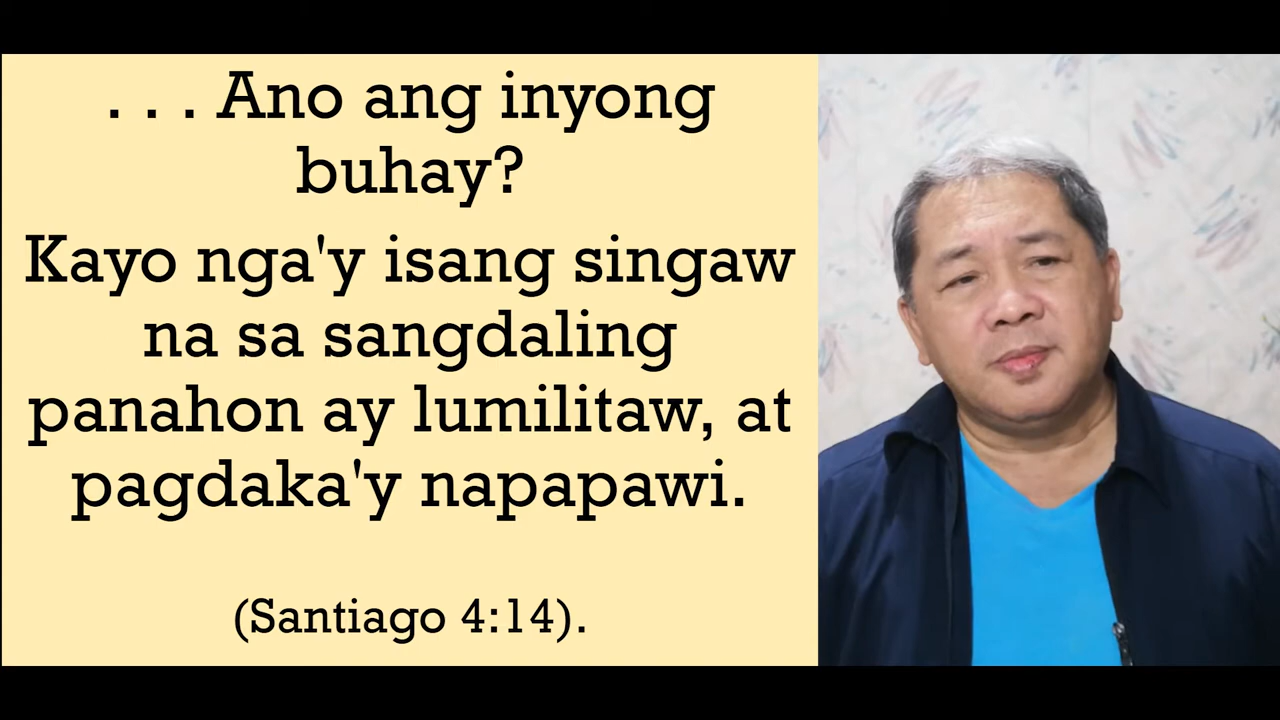 . . . Ano ang inyong
buhay?
Kayo nga'y isang singaw
na sa sangdaling
panahon ay lumilitaw, at
pagdaka'y napapawi.
(Santiago 4:14).